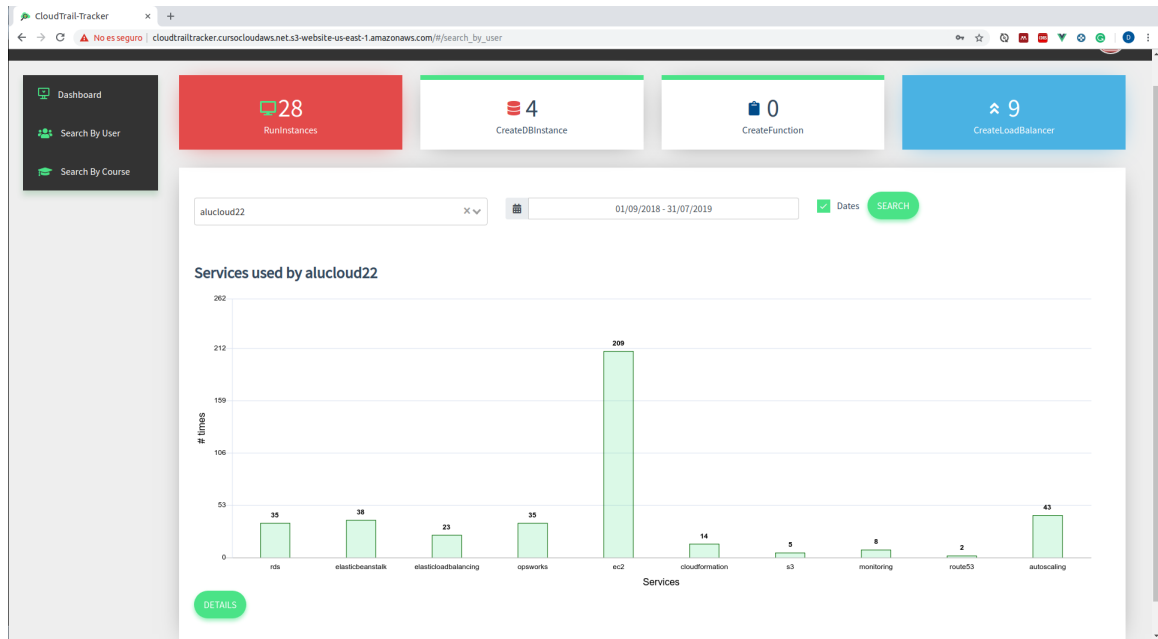 CloudTrail-Tracker
No es seguro | cloudtrailtracker.cursocloudaws.net.s3-website-us-east-1.amazonaws.com/#/search_by_user
Dashboard
Search By User
Search By Course
28
RunInstances
4
CreateDBInstance
0
CreateFunction
9
CreateLoadBalancer
alucloud22
01/09/2018 - 31/07/2019
Dates
SEARCH
Services used by alucloud22
262
212
159
106
53
0
# times
35
38
23
35
209
14
5
8
2
43
rds
elasticbeanstalk
elasticloadbalancing
opsworks
ec2
cloudformation
s3
monitoring
route53
autoscaling
Services
DETAILS